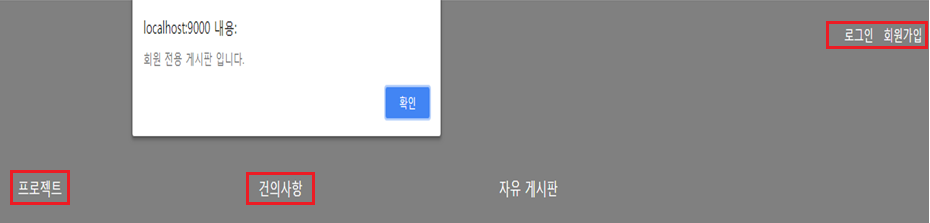 localhost:9000 내용:
회원 전용 게시판 입니다.
확인
로그인 회원가입
프로젝트 건의사항 자유 게시판